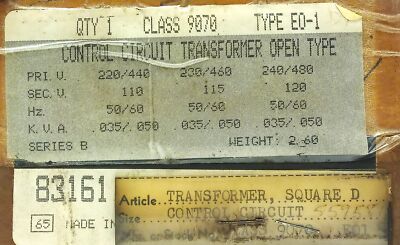 QTY 1 CLASS 9070 TYPE EO-1
CONTROL CIRCUIT TRANSFORMER OPEN TYPE
PRI. V. 220/440 230/460 240/480
SEC. V. 110 115 120
Hz. 50/60 50/60 50/60
K. V. A. .035/.050 .035/.050 .035/.050
SERIES B WEIGHT: 2.60
83161
65 MADE IN
Article: TRANSFORMER, SQUARE D
Size CONTROL CIRCUIT